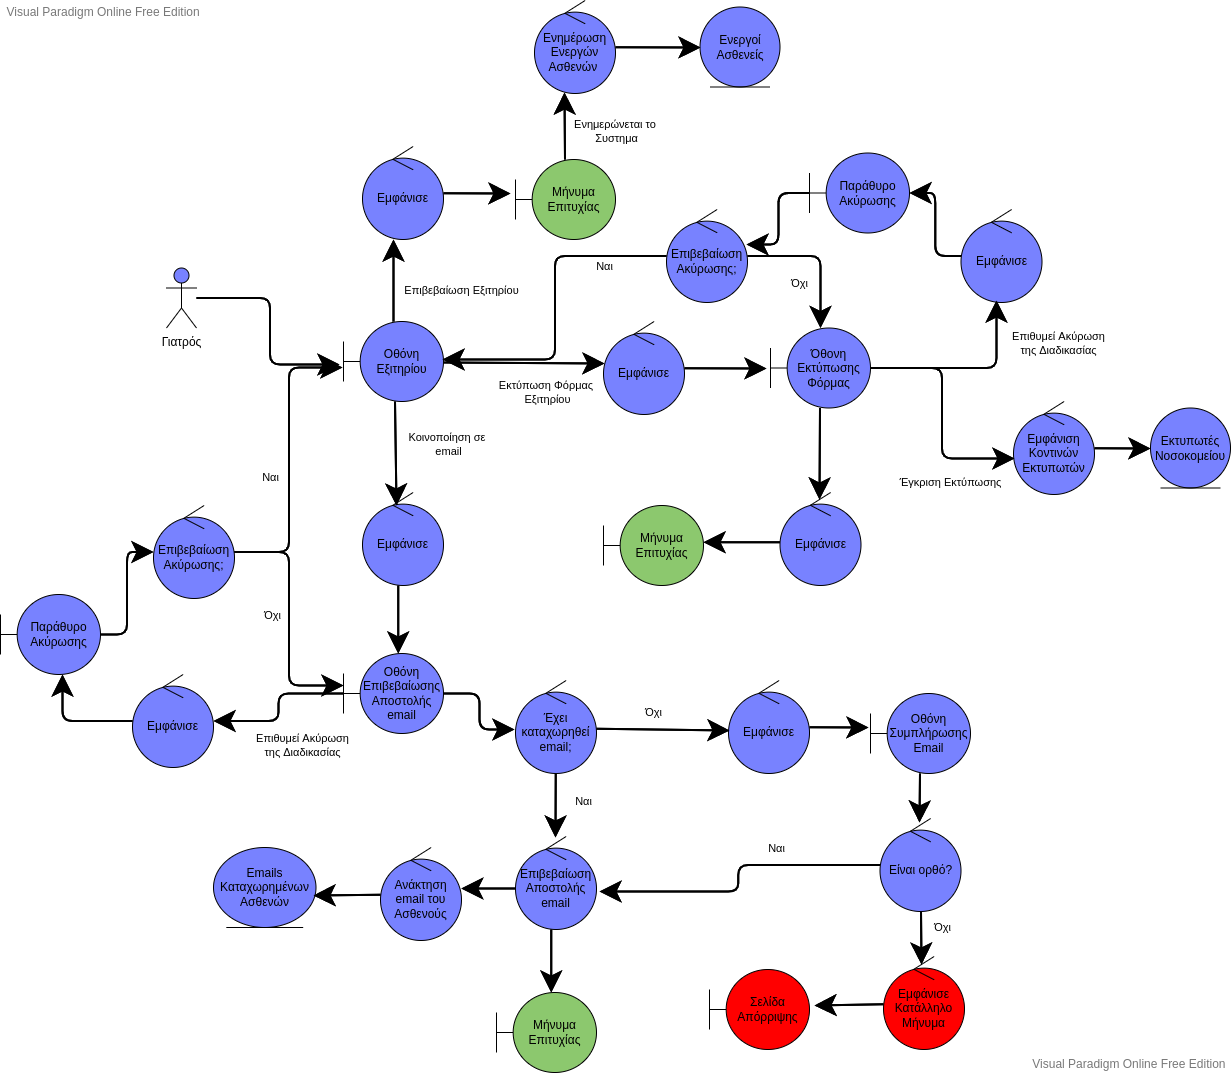 Visual Paradigm Online Free Edition
Ενημέρωση
Ενεργών
Ασθενών
Ενεργοί
Ασθενείς
Ενημερώνεται το
Συστημα
Εμφάνισε
Μήνυμα
Επιτυχίας
Παράθυρο
Ακύρωσης
Επιβεβαίωση
Ακύρωσης;
Εμφάνισε
Ναι
Όχι
Επιβεβαίωση Εξιτηρίου
Γιατρός
Οθόνη
Εξιτηρίου
Εμφάνισε
Εκτύπωση Φόρμας
Εξιτηρίου
Όθονη
Εκτύπωσης
Φόρμας
Επιθυμεί Ακύρωση
της Διαδικασίας
Κοινοποίηση σε
email
Εμφάνιση
Κοντινών
Εκτυπωτών
Εκτυπωτές
Νοσοκομείου
Έγκριση Εκτύπωσης
Ναι
Επιβεβαίωση
Ακύρωσης;
Εμφάνισε
Μήνυμα
Επιτυχίας
Εμφάνισε
Όχι
Παράθυρο
Ακύρωσης
Οθόνη
Επιβεβαίωσης
Αποστολής
email
Εμφάνισε
Επιθυμεί Ακύρωση
της Διαδικασίας
Έχει
καταχωρηθεί
email;
Όχι
Εμφάνισε
Οθόνη
Συμπλήρωσης
Email
Ναι
Emails
Καταχωρημένων
Ασθενών
Ανάκτηση
email του
Ασθενούς
Επιβεβαίωση
Αποστολής
email
Ναι
Είναι ορθό?
Όχι
Μήνυμα
Επιτυχίας
Σελίδα
Απόρριψης
Εμφάνισε
Κατάλληλο
Μήνυμα
Visual Paradigm Online Free Edition